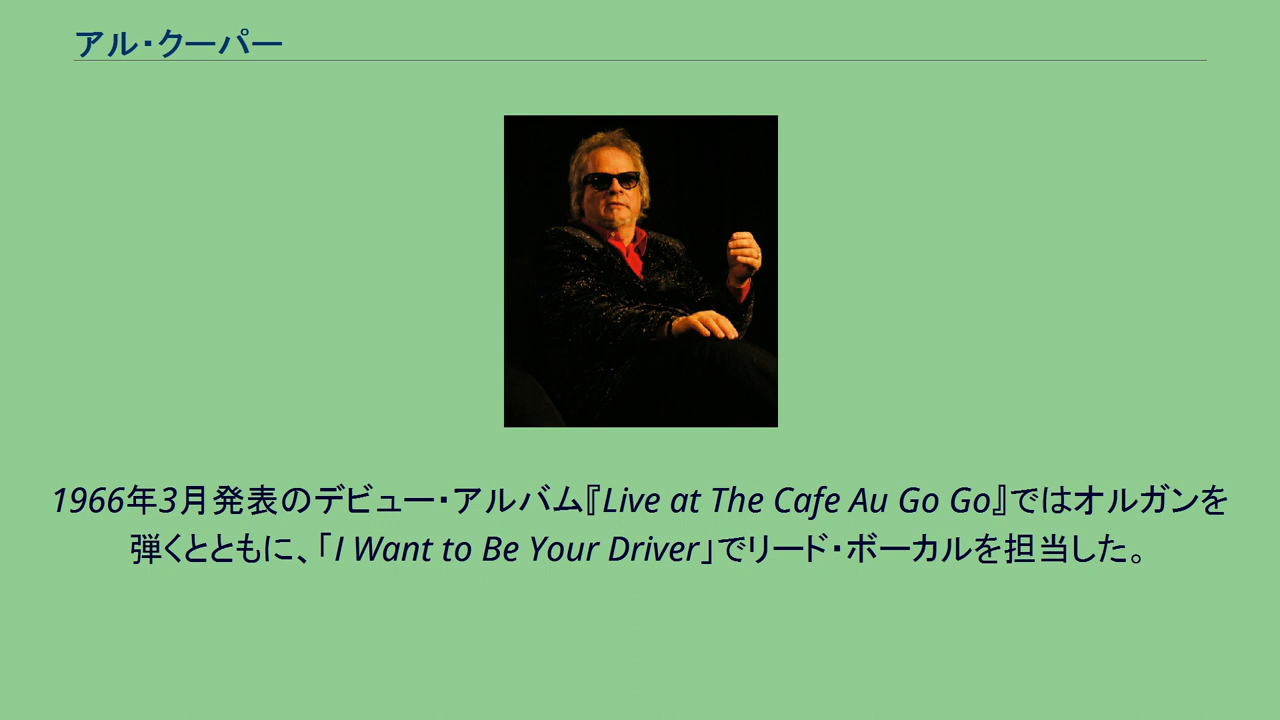 アル・クーパー
1966年3月発表のデビュー・アルバム『Live at The Cafe Au Go Go』ではオルガンを
弾くとともに、「I Want to Be Your Driver」でリード・ボーカルを担当した。